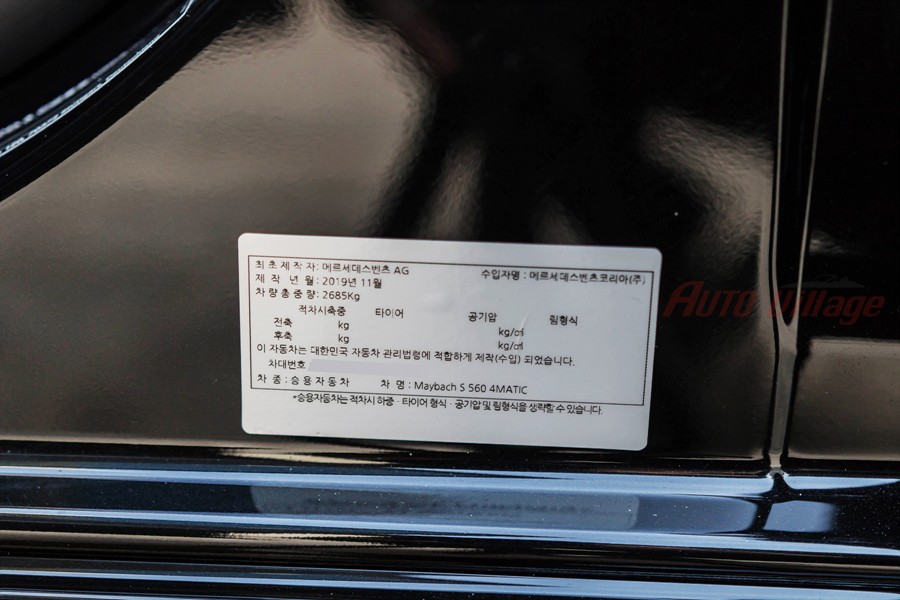 최초제작자 : 메르세데스벤츠 AG 수입자명 : 메르세데스벤츠코리아(주)
제 작 년 월 : 2019년 11월
차량총중량 : 2685Kg
적차시축중 타이어 공기압 림형식
전축 kg kg/㎠
후축 kg kg/㎠
이 자동차는 대한민국 자동차 관리법령에 적합하게 제작(수입) 되었습니다.
차대번호
차 종 : 승용자동차 차 명 : Maybach S 560 4MATIC
*승용자동차는 적차시 하중 · 타이어 형식 · 공기압 및 림형식을 생략할 수 있습니다.
Auto Village